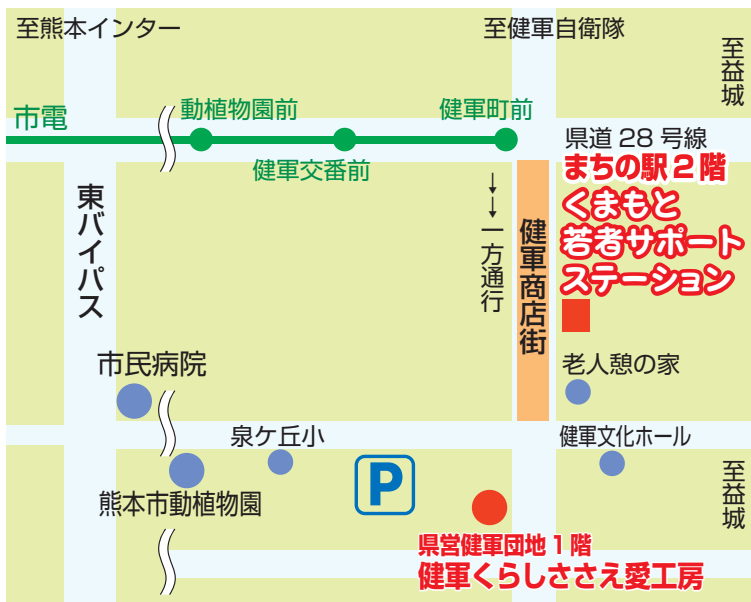 至熊本インター
至健軍自衛隊
至益城
市電
動植物園前
健軍町前
健軍交番前
県道28号線
まちの駅2階
くまもと
若者サポート
ステーション
東バイパス
↓↓一方通行
健軍商店街
市民病院
老人憩の家
泉ケ丘小
健軍文化ホール
熊本市動植物園
P
至益城
県営健軍団地1階
健軍くらしささえ愛工房